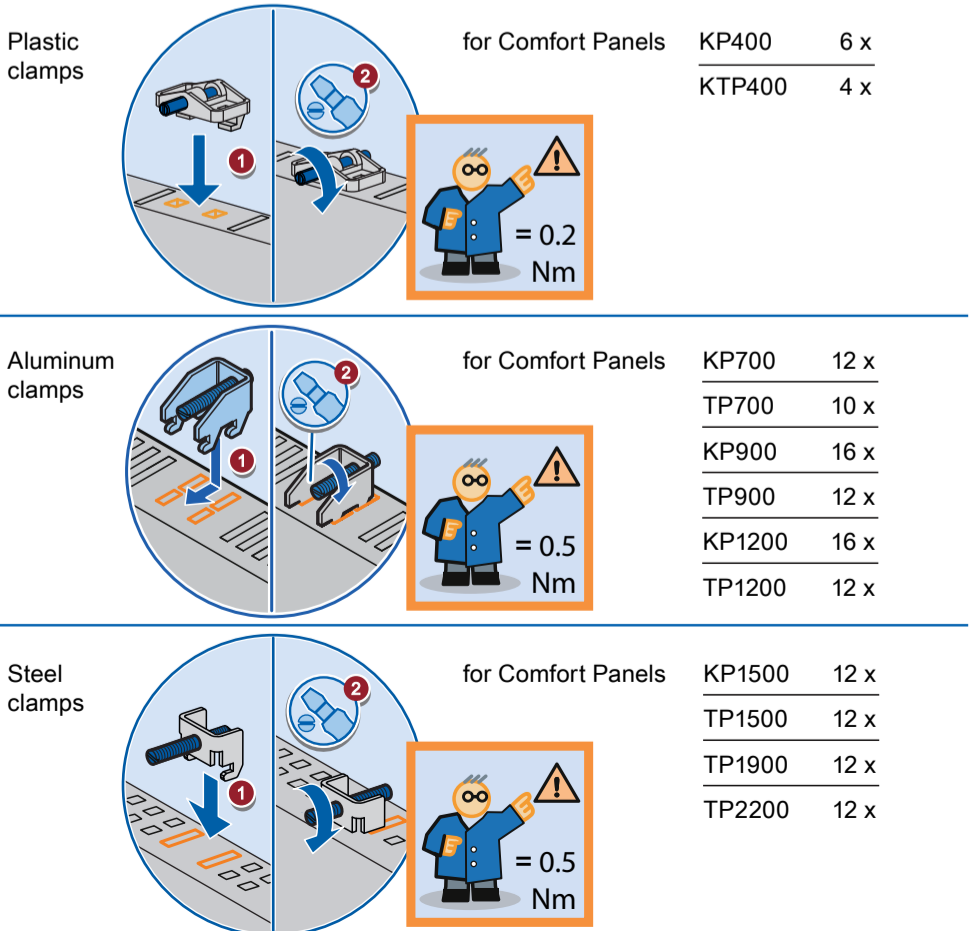 Plastic
clamps
for Comfort Panels
KP400 6 x
KTP400 4 x
2
1
= 0.2
Nm
Aluminum
clamps
for Comfort Panels
KP700 12 x
TP700 10 x
KP900 16 x
TP900 12 x
KP1200 16 x
TP1200 12 x
2
1
= 0.5
Nm
Steel
clamps
for Comfort Panels
KP1500 12 x
TP1500 12 x
TP1900 12 x
TP2200 12 x
2
1
= 0.5
Nm